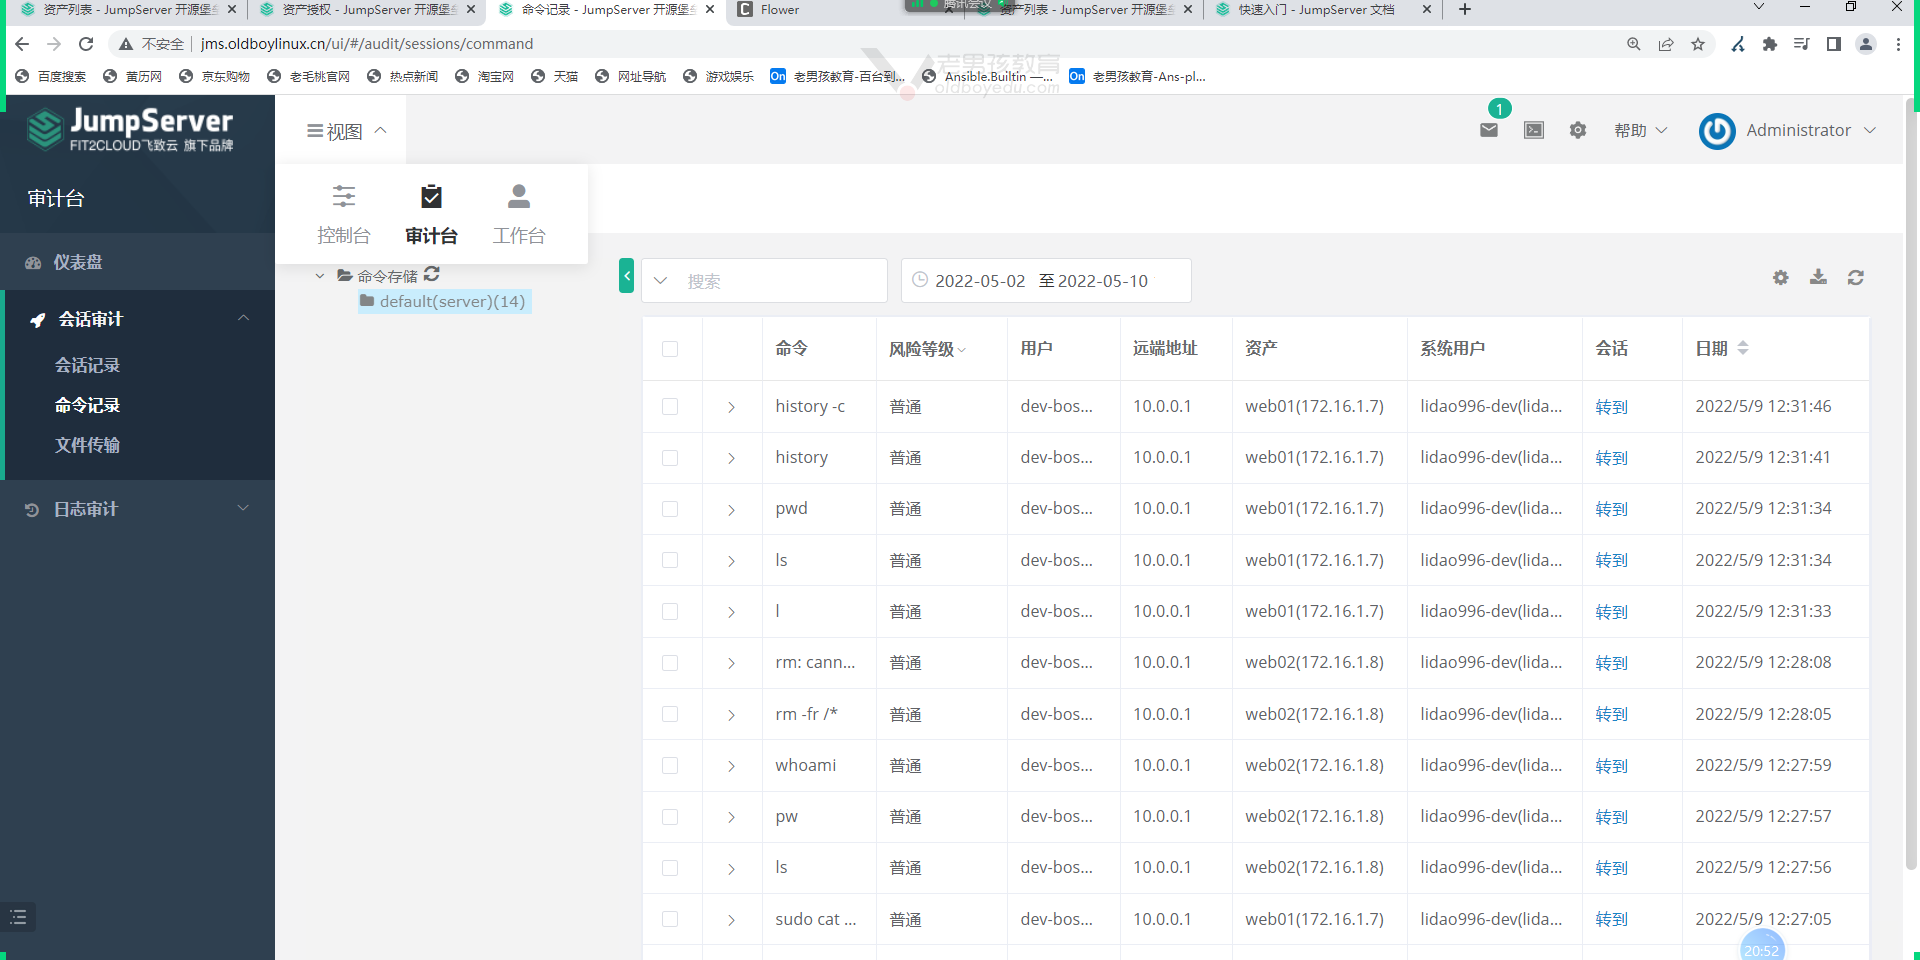 资产列表 - JumpServer 开源堡垒
资产授权 - JumpServer 开源堡垒
命令记录 - JumpServer 开源堡垒
Flower
腾讯会议
资产列表 - JumpServer 开源堡垒
快速入门 - JumpServer 文档
不安全
jms.oldboylinux.cn/ui/#/audit/sessions/command
百度搜索
黄历网
京东购物
老毛桃官网
热点新闻
淘宝网
天猫
网址导航
游戏娱乐
On 老男孩教育-百台到...
Ansible.Builtin —...
On 老男孩教育-Ans-pl...
老男孩教育
oldboyedu.com
JumpServer
FIT2CLOUD飞致云 旗下品牌
视图
1
帮助
Administrator
审计台
控制台
审计台
工作台
仪表盘
会话审计
会话记录
命令记录
文件传输
日志审计
命令存储
default(server)(14)
搜索
2022-05-02 至 2022-05-10
命令 风险等级 用户 远端地址 资产 系统用户 会话 日期
history -c 普通 dev-bos... 10.0.0.1 web01(172.16.1.7) lidao996-dev(lida... 转到 2022/5/9 12:31:46
history 普通 dev-bos... 10.0.0.1 web01(172.16.1.7) lidao996-dev(lida... 转到 2022/5/9 12:31:41
pwd 普通 dev-bos... 10.0.0.1 web01(172.16.1.7) lidao996-dev(lida... 转到 2022/5/9 12:31:34
ls 普通 dev-bos... 10.0.0.1 web01(172.16.1.7) lidao996-dev(lida... 转到 2022/5/9 12:31:34
l 普通 dev-bos... 10.0.0.1 web01(172.16.1.7) lidao996-dev(lida... 转到 2022/5/9 12:31:33
rm: cann... 普通 dev-bos... 10.0.0.1 web02(172.16.1.8) lidao996-dev(lida... 转到 2022/5/9 12:28:08
rm -fr /* 普通 dev-bos... 10.0.0.1 web02(172.16.1.8) lidao996-dev(lida... 转到 2022/5/9 12:28:05
whoami 普通 dev-bos... 10.0.0.1 web02(172.16.1.8) lidao996-dev(lida... 转到 2022/5/9 12:27:59
pw 普通 dev-bos... 10.0.0.1 web02(172.16.1.8) lidao996-dev(lida... 转到 2022/5/9 12:27:57
ls 普通 dev-bos... 10.0.0.1 web02(172.16.1.8) lidao996-dev(lida... 转到 2022/5/9 12:27:56
sudo cat ... 普通 dev-bos... 10.0.0.1 web01(172.16.1.7) lidao996-dev(lida... 转到 2022/5/9 12:27:05
20:52